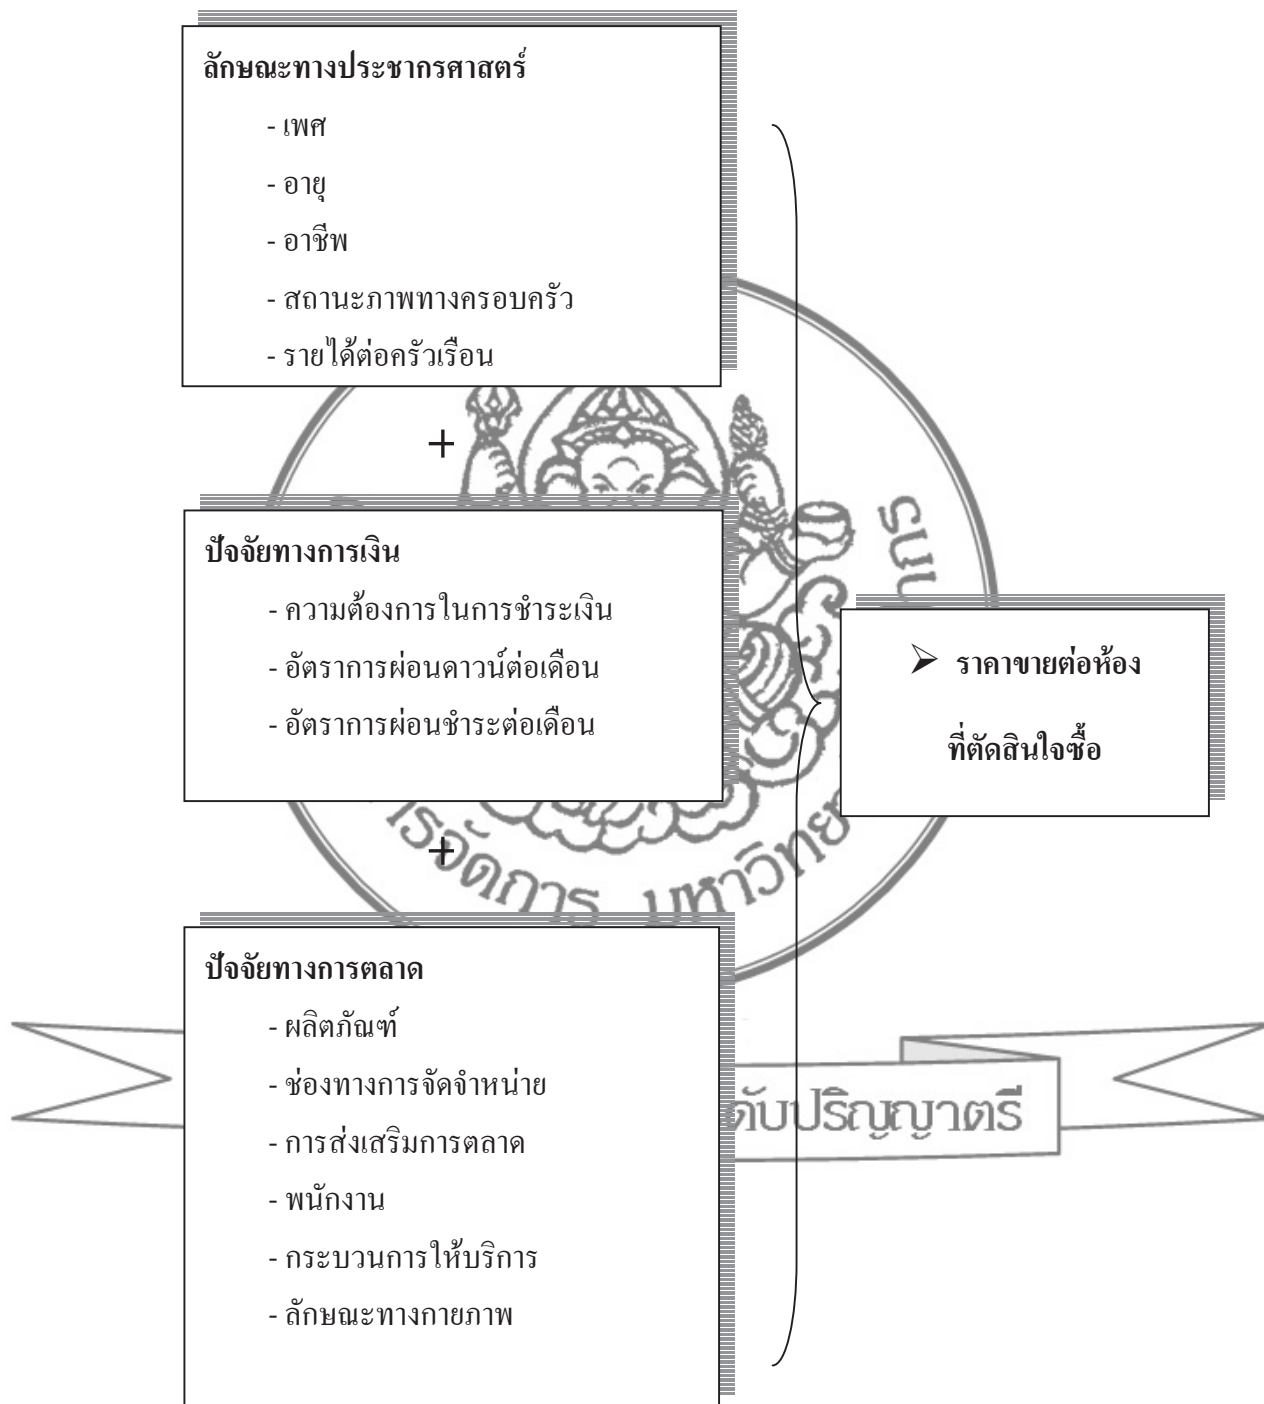 ลักษณะทางประชากรศาสตร์
- เพศ
- อายุ
- อาชีพ
- สถานะภาพทางครอบครัว
- รายได้ต่อครัวเรือน
+
ปัจจัยทางการเงิน
- ความต้องการในการชำระเงิน
- อัตราการผ่อนดาวน์ต่อเดือน
- อัตราการผ่อนชำระต่อเดือน
+
ปัจจัยทางการตลาด
- ผลิตภัณฑ์
- ช่องทางการจัดจำหน่าย
- การส่งเสริมการตลาด
- พนักงาน
- กระบวนการให้บริการ
- ลักษณะทางกายภาพ
➢ ราคาขายต่อห้อง
ที่ตัดสินใจซื้อ
ารจัดการ มหาวิทย
ดับปริญญาตรี